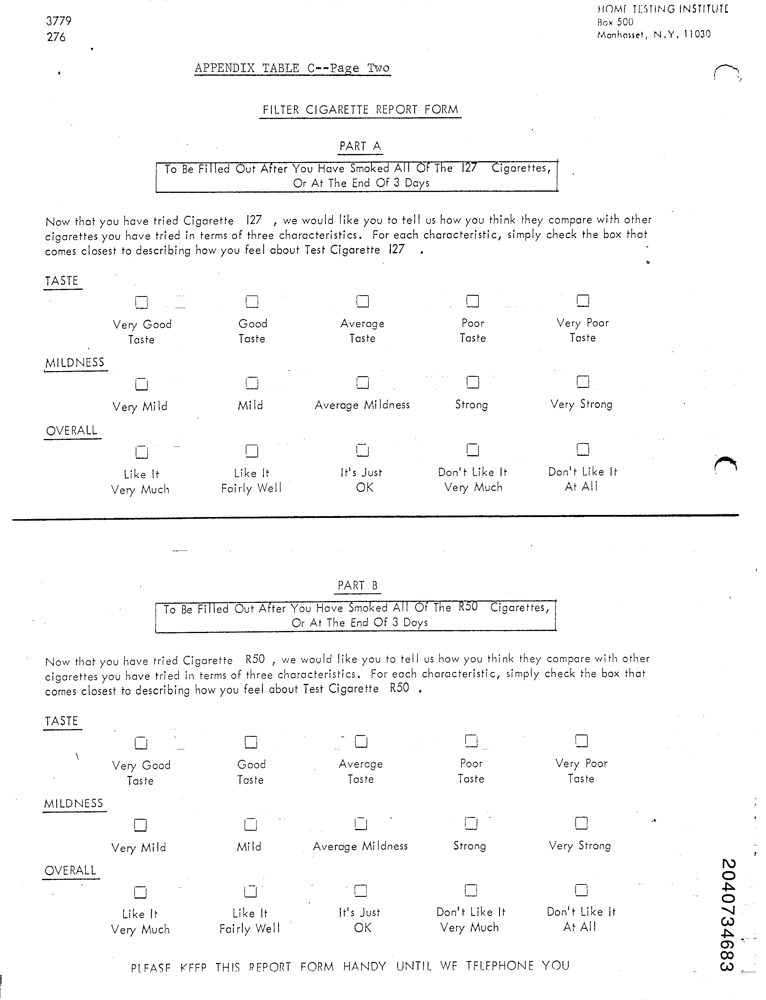 3779
276
HOME TESTING INSTITUTE
Box 500
Manhasset, N.Y. 11030
APPENDIX TABLE C--Page Two
FILTER CIGARETTE REPORT FORM
PART A
To Be Filled Out After You Have Smoked All Of The 127 Cigarettes,
Or At The End Of 3 Days
Now that you have tried Cigarette 127 , we would like you to tell us how you think they compare with other
cigarettes you have tried in terms of three characteristics. For each characteristic, simply check the box that
comes closest to describing how you feel about Test Cigarette 127 .
TASTE
Very Good Good Average Poor Very Poor
Taste Taste Taste Taste Taste
MILDNESS
Very Mild Mild Average Mildness Strong Very Strong
OVERALL
Like It Like It It's Just Don't Like It Don't Like It
Very Much Fairly Well OK Very Much At All
PART B
To Be Filled Out After You Have Smoked All Of The R50 Cigarettes,
Or At The End Of 3 Days
Now that you have tried Cigarette R50 , we would like you to tell us how you think they compare with other
cigarettes you have tried in terms of three characteristics. For each characteristic, simply check the box that
comes closest to describing how you feel about Test Cigarette R50 .
TASTE
Very Good Good Average Poor Very Poor
Taste Taste Taste Taste Taste
MILDNESS
Very Mild Mild Average Mildness Strong Very Strong
OVERALL
Like It Like It It's Just Don't Like It Don't Like It
Very Much Fairly Well OK Very Much At All
PLEASE KEEP THIS REPORT FORM HANDY UNTIL WE TELEPHONE YOU
2040734683